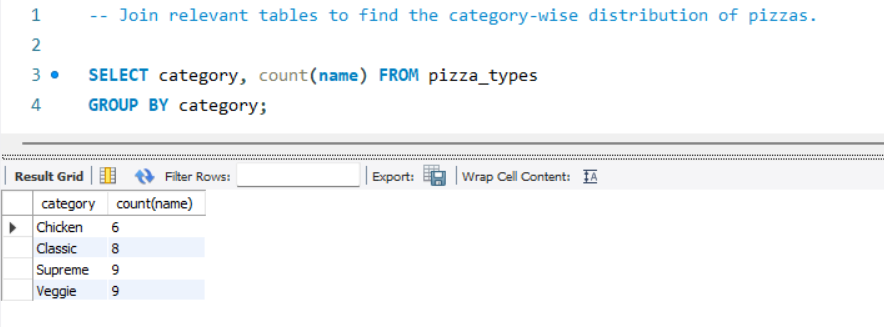 1 -- Join relevant tables to find the category-wise distribution of pizzas.
2
3 SELECT category, count(name) FROM pizza_types
4 GROUP BY category;
Result Grid Filter Rows: Export: Wrap Cell Content: IA
category count(name)
Chicken 6
Classic 8
Supreme 9
Veggie 9